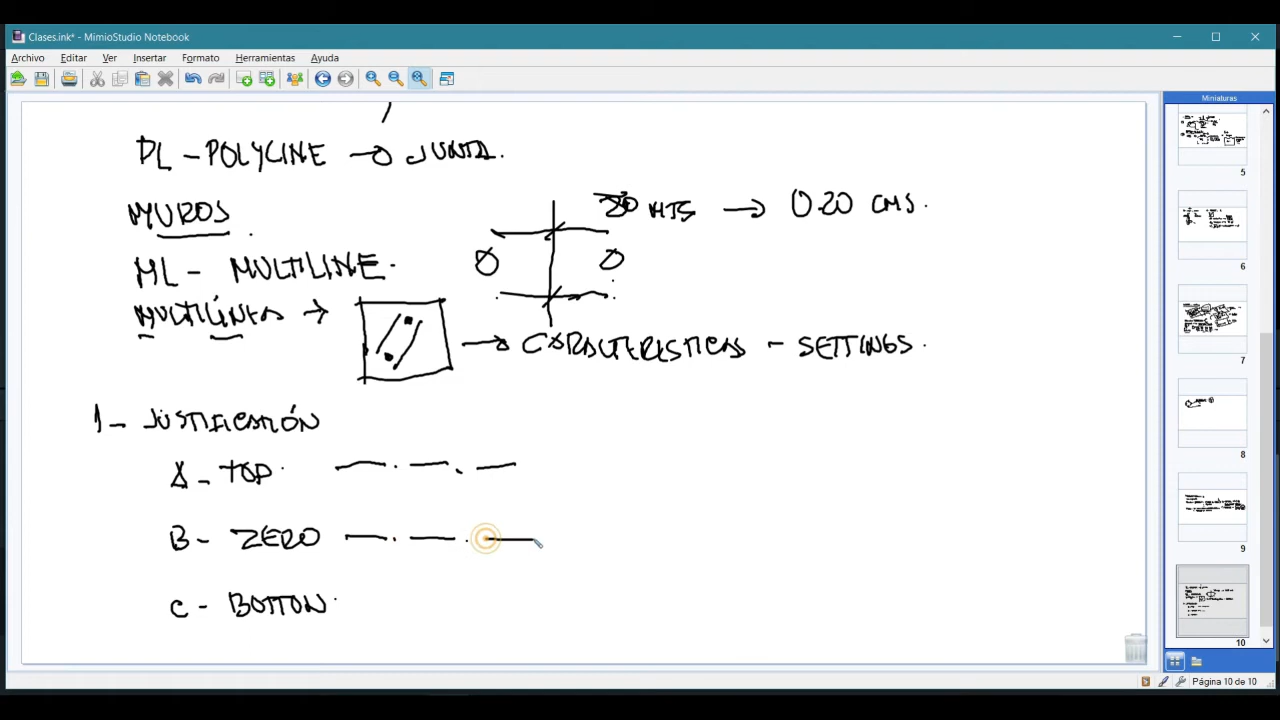 Clases.ink* - MimioStudio Notebook
Archivo Editar Ver Insertar Formato Herramientas Ayuda
Miniaturas
PL - POLYLINE → JUNTA.
MUROS
20 MTS → 0.20 CMS.
ML - MULTILINE.
MULTILÍNEA →
→ CARACTERISTICAS - SETTINGS.
1- JUSTIFICACIÓN
A - TOP.
B - ZERO
C - BOTTON.
5
6
7
8
9
10
Página 10 de 10